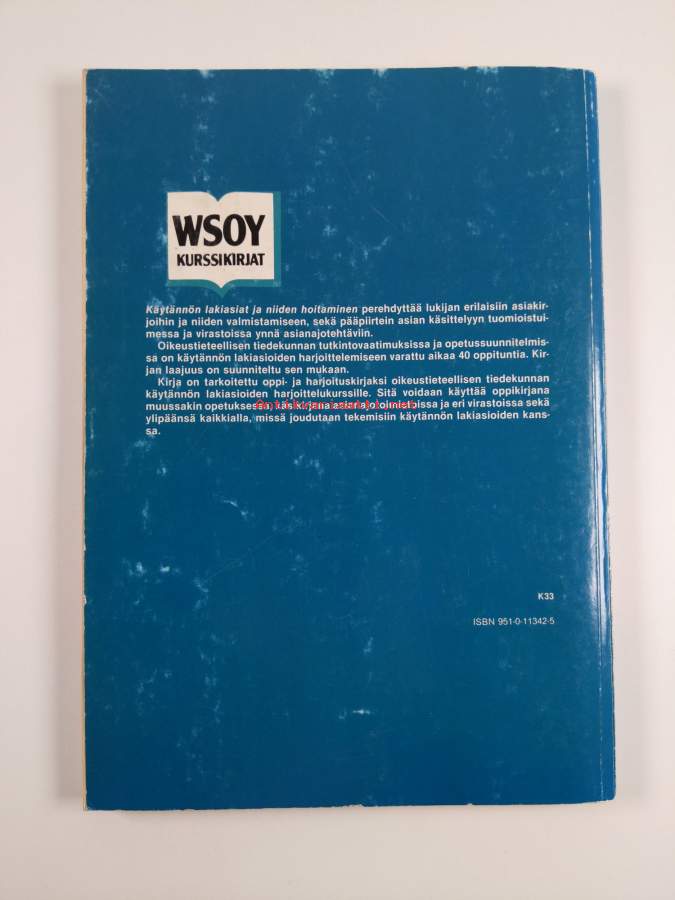 WSOY
KURSSIKIRJAT
Käytännön lakiasiat ja niiden hoitaminen perehdyttää lukijan erilaisiin asiakir-
joihin ja niiden valmistamiseen, sekä pääpiirtein asian käsittelyyn tuomioistui-
messa ja virastoissa ynnä asianajotehtäviin.
Oikeustieteellisen tiedekunnan tutkintovaatimuksissa ja opetussuunnitelmis-
sa on käytännön lakiasioiden harjoittelemiseen varattu aikaa 40 oppituntia. Kir-
jan laajuus on suunniteltu sen mukaan.
Kirja on tarkoitettu oppi- ja harjoituskirjaksi oikeustieteellisen tiedekunnan
käytännön lakiasioiden harjoittelukurssille. Sitä voidaan käyttää oppikirjana
muussakin opetuksessa, käsikirjana asianajotoimistoissa ja eri virastoissa sekä
ylipäänsä kaikkialla, missä joudutaan tekemisiin käytännön lakiasioiden kans-
sa.
K33
ISBN 951-0-11342-5